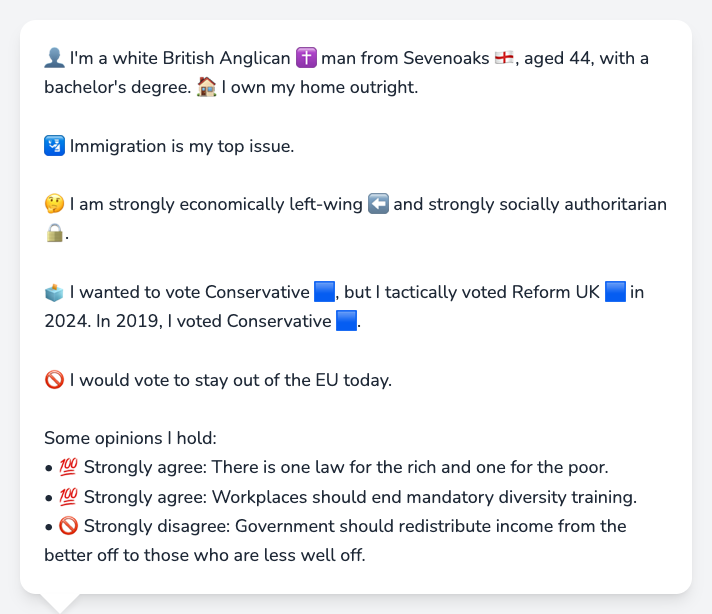 👤 I'm a white British Anglican ✝️ man from Sevenoaks 🏴󠁧󠁢󠁥󠁮󠁧󠁿, aged 44, with a
bachelor's degree. 🏠 I own my home outright.
🛂 Immigration is my top issue.
🤔 I am strongly economically left-wing ⬅️ and strongly socially authoritarian
🔒.
🗳️ I wanted to vote Conservative 🟦, but I tactically voted Reform UK 🟦 in
2024. In 2019, I voted Conservative 🟦.
🚫 I would vote to stay out of the EU today.
Some opinions I hold:
• 💯 Strongly agree: There is one law for the rich and one for the poor.
• 💯 Strongly agree: Workplaces should end mandatory diversity training.
• 🚫 Strongly disagree: Government should redistribute income from the
better off to those who are less well off.